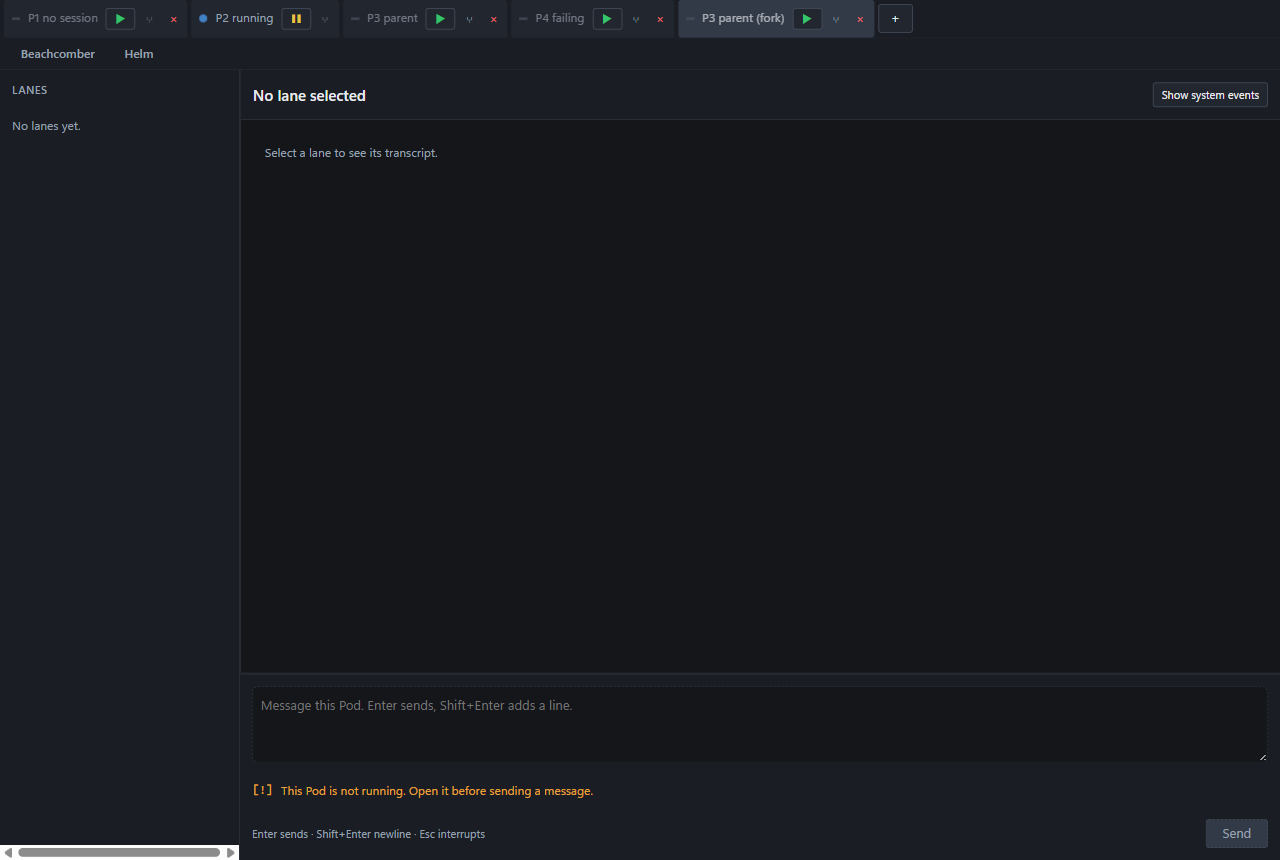 P1 no session
P2 running
P3 parent
P4 failing
P3 parent (fork)
+
Beachcomber
Helm
LANES
No lanes yet.
No lane selected
Show system events
Select a lane to see its transcript.
Message this Pod. Enter sends, Shift+Enter adds a line.
[!] This Pod is not running. Open it before sending a message.
Enter sends · Shift+Enter newline · Esc interrupts
Send